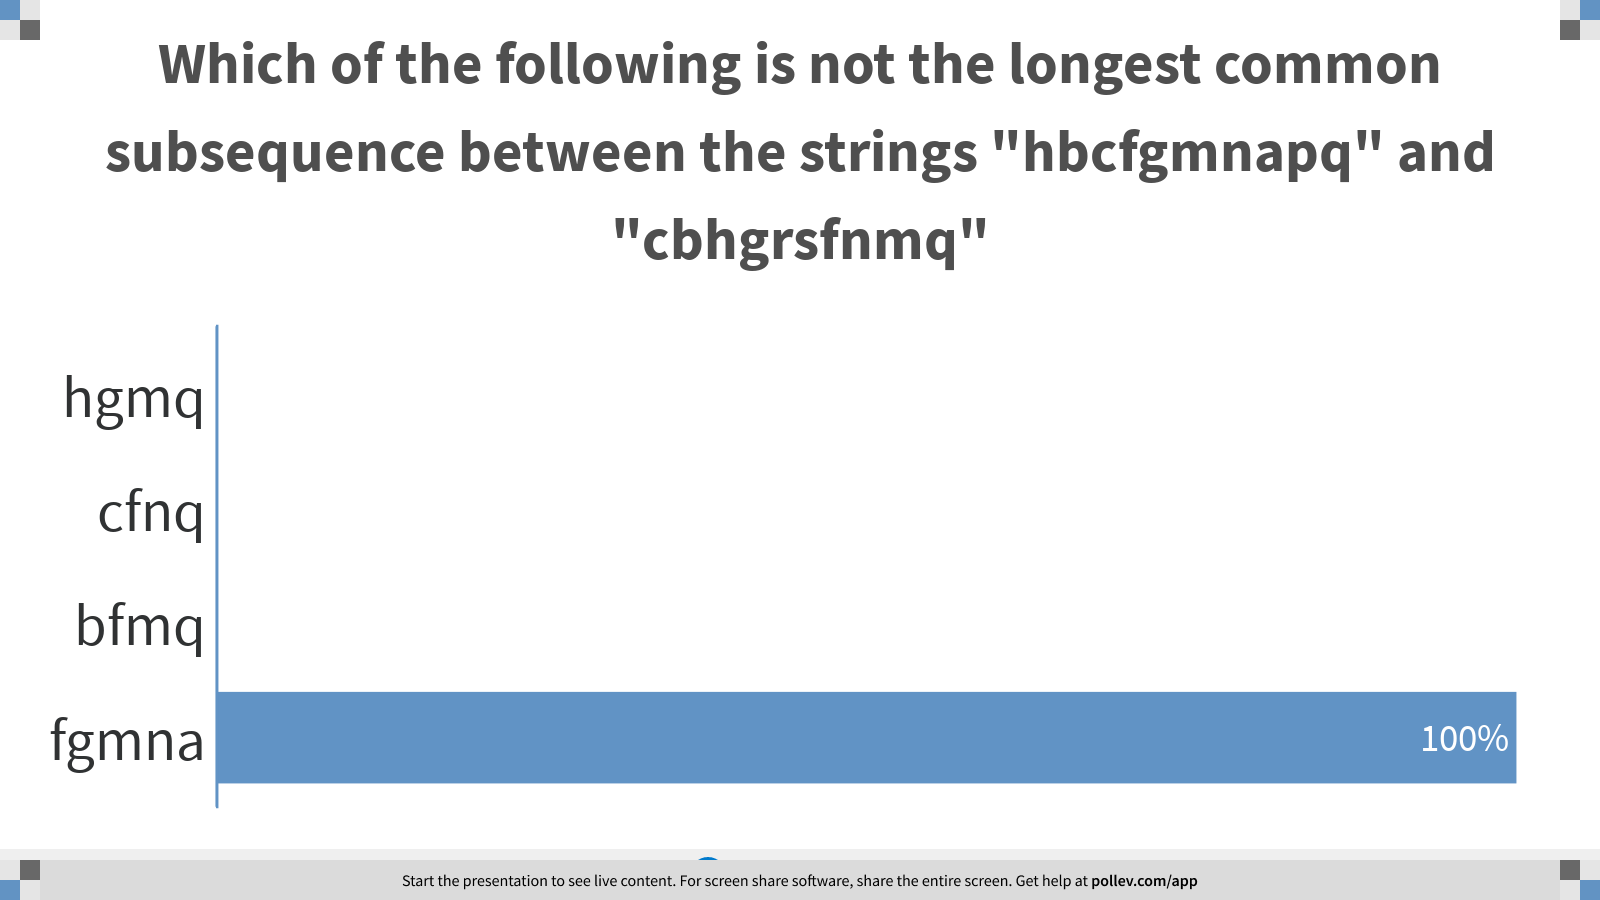 Which of the following is not the longest common
subsequence between the strings "hbcfgmnapq" and
"cbhgrsfnmq"
hgmq
cfnq
bfmq
fgmna
100%
Start the presentation to see live content. For screen share software, share the entire screen. Get help at pollev.com/app